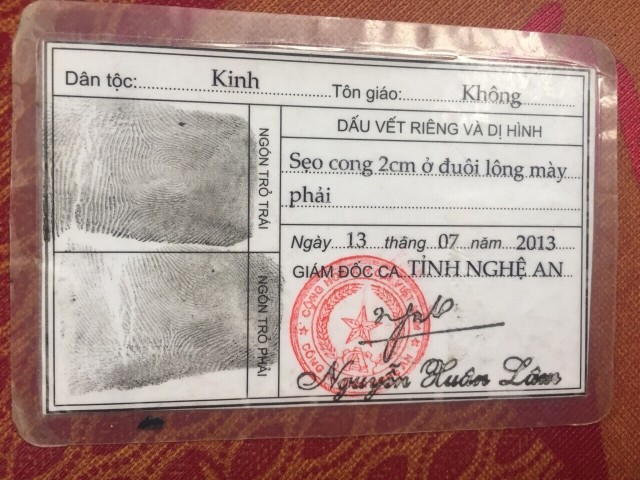 Dân tộc: Kinh Tôn giáo: Không
NGÓN TRỎ TRÁI
NGÓN TRỎ PHẢI
DẤU VẾT RIÊNG VÀ DỊ HÌNH
Sẹo cong 2cm ở đuôi lông mày
phải
Ngày 13 tháng 07 năm 2013
GIÁM ĐỐC CA TỈNH NGHỆ AN
CỘNG HÒA
Nguyễn Xuân Lâm